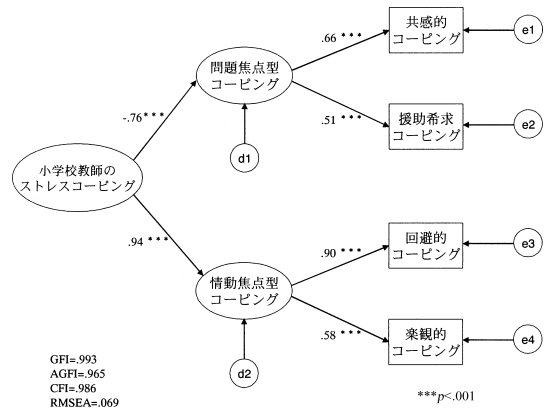 共感的
コーピング
e1
.66 ***
問題焦点型
コーピング
-.76***
.51 ***
援助希求
コーピング
e2
d1
小学校教師の
ストレスコーピング
.94 ***
.90 ***
回避的
コーピング
e3
情動焦点型
コーピング
.58 ***
楽観的
コーピング
e4
d2
GFI=.993
AGFI=.965
CFI=.986
RMSEA=.069
***p<.001